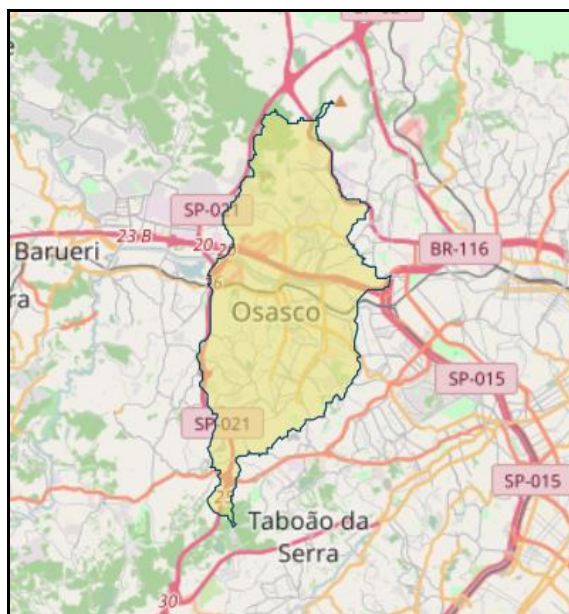 SP-021
23 B
20
BR-116
Barueri
Osasco
SP-015
SP-021
SP-015
Taboão da
Serra
30